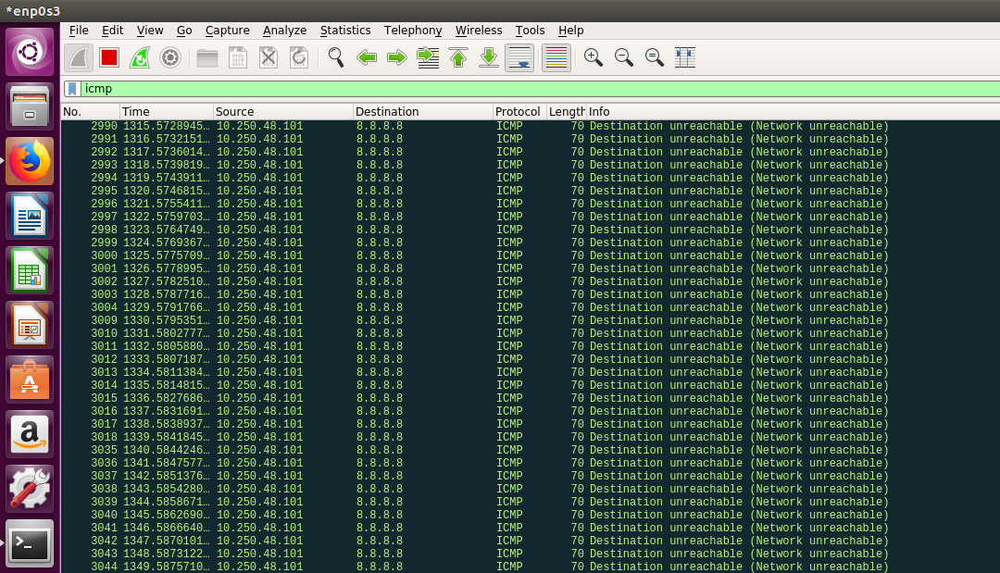 *enp0s3
File Edit View Go Capture Analyze Statistics Telephony Wireless Tools Help
icmp
No. Time Source Destination Protocol Length Info
2990 1315.5728945… 10.250.48.101 8.8.8.8 ICMP 70 Destination unreachable (Network unreachable)
2991 1316.5732151… 10.250.48.101 8.8.8.8 ICMP 70 Destination unreachable (Network unreachable)
2992 1317.5736014… 10.250.48.101 8.8.8.8 ICMP 70 Destination unreachable (Network unreachable)
2993 1318.5739819… 10.250.48.101 8.8.8.8 ICMP 70 Destination unreachable (Network unreachable)
2994 1319.5743911… 10.250.48.101 8.8.8.8 ICMP 70 Destination unreachable (Network unreachable)
2995 1320.5746815… 10.250.48.101 8.8.8.8 ICMP 70 Destination unreachable (Network unreachable)
2996 1321.5755411… 10.250.48.101 8.8.8.8 ICMP 70 Destination unreachable (Network unreachable)
2997 1322.5759703… 10.250.48.101 8.8.8.8 ICMP 70 Destination unreachable (Network unreachable)
2998 1323.5764749… 10.250.48.101 8.8.8.8 ICMP 70 Destination unreachable (Network unreachable)
2999 1324.5769367… 10.250.48.101 8.8.8.8 ICMP 70 Destination unreachable (Network unreachable)
3000 1325.5775709… 10.250.48.101 8.8.8.8 ICMP 70 Destination unreachable (Network unreachable)
3001 1326.5778995… 10.250.48.101 8.8.8.8 ICMP 70 Destination unreachable (Network unreachable)
3002 1327.5782510… 10.250.48.101 8.8.8.8 ICMP 70 Destination unreachable (Network unreachable)
3003 1328.5787716… 10.250.48.101 8.8.8.8 ICMP 70 Destination unreachable (Network unreachable)
3004 1329.5791766… 10.250.48.101 8.8.8.8 ICMP 70 Destination unreachable (Network unreachable)
3009 1330.5795351… 10.250.48.101 8.8.8.8 ICMP 70 Destination unreachable (Network unreachable)
3010 1331.5802777… 10.250.48.101 8.8.8.8 ICMP 70 Destination unreachable (Network unreachable)
3011 1332.5805880… 10.250.48.101 8.8.8.8 ICMP 70 Destination unreachable (Network unreachable)
3012 1333.5807187… 10.250.48.101 8.8.8.8 ICMP 70 Destination unreachable (Network unreachable)
3013 1334.5811384… 10.250.48.101 8.8.8.8 ICMP 70 Destination unreachable (Network unreachable)
3014 1335.5814815… 10.250.48.101 8.8.8.8 ICMP 70 Destination unreachable (Network unreachable)
3015 1336.5827686… 10.250.48.101 8.8.8.8 ICMP 70 Destination unreachable (Network unreachable)
3016 1337.5831691… 10.250.48.101 8.8.8.8 ICMP 70 Destination unreachable (Network unreachable)
3017 1338.5838937… 10.250.48.101 8.8.8.8 ICMP 70 Destination unreachable (Network unreachable)
3018 1339.5841845… 10.250.48.101 8.8.8.8 ICMP 70 Destination unreachable (Network unreachable)
3035 1340.5844246… 10.250.48.101 8.8.8.8 ICMP 70 Destination unreachable (Network unreachable)
3036 1341.5847577… 10.250.48.101 8.8.8.8 ICMP 70 Destination unreachable (Network unreachable)
3037 1342.5851376… 10.250.48.101 8.8.8.8 ICMP 70 Destination unreachable (Network unreachable)
3038 1343.5854280… 10.250.48.101 8.8.8.8 ICMP 70 Destination unreachable (Network unreachable)
3039 1344.5858671… 10.250.48.101 8.8.8.8 ICMP 70 Destination unreachable (Network unreachable)
3040 1345.5862690… 10.250.48.101 8.8.8.8 ICMP 70 Destination unreachable (Network unreachable)
3041 1346.5866640… 10.250.48.101 8.8.8.8 ICMP 70 Destination unreachable (Network unreachable)
3042 1347.5870101… 10.250.48.101 8.8.8.8 ICMP 70 Destination unreachable (Network unreachable)
3043 1348.5873122… 10.250.48.101 8.8.8.8 ICMP 70 Destination unreachable (Network unreachable)
3044 1349.5875710… 10.250.48.101 8.8.8.8 ICMP 70 Destination unreachable (Network unreachable)